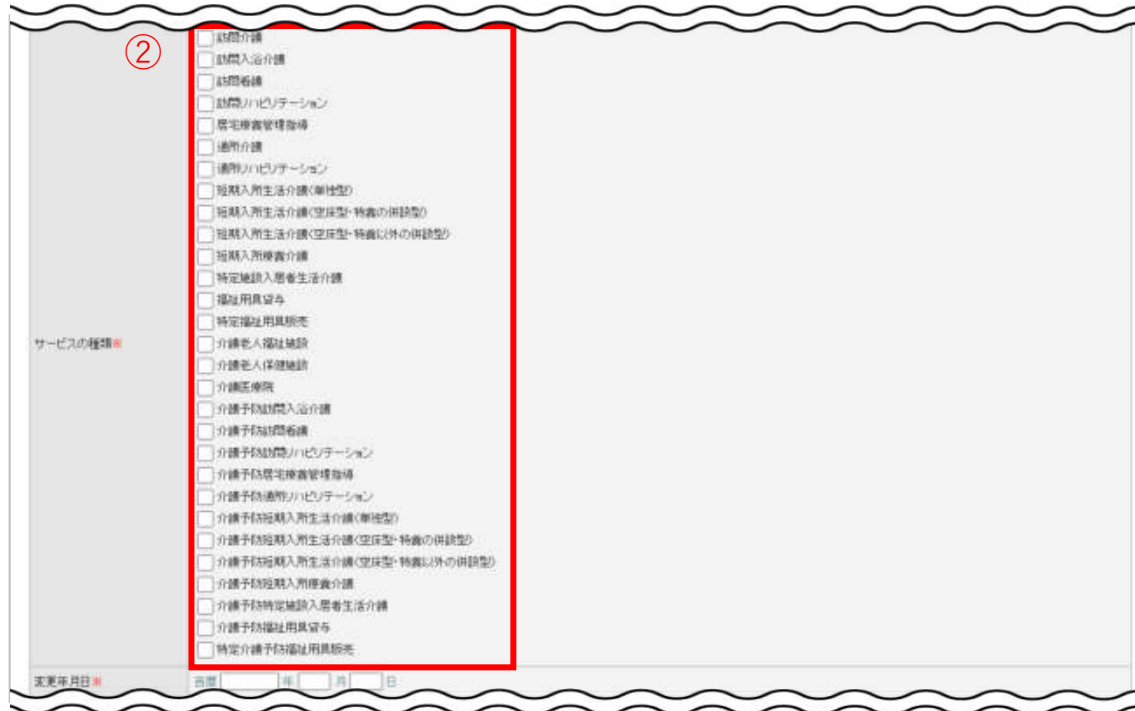 ②
訪問介護
訪問入浴介護
訪問看護
訪問リハビリテーション
居宅療養管理指導
通所介護
通所リハビリテーション
短期入所生活介護(単独型)
短期入所生活介護(空床型・特養の併設型)
短期入所生活介護(空床型・特養以外の併設型)
短期入所療養介護
特定施設入居者生活介護
福祉用具貸与
特定福祉用具販売
サービスの種類※
介護老人福祉施設
介護老人保健施設
介護医療院
介護予防訪問入浴介護
介護予防訪問看護
介護予防訪問リハビリテーション
介護予防居宅療養管理指導
介護予防通所リハビリテーション
介護予防短期入所生活介護(単独型)
介護予防短期入所生活介護(空床型・特養の併設型)
介護予防短期入所生活介護(空床型・特養以外の併設型)
介護予防短期入所療養介護
介護予防特定施設入居者生活介護
介護予防福祉用具貸与
特定介護予防福祉用具販売
変更年月日※ 西暦 年 月 日